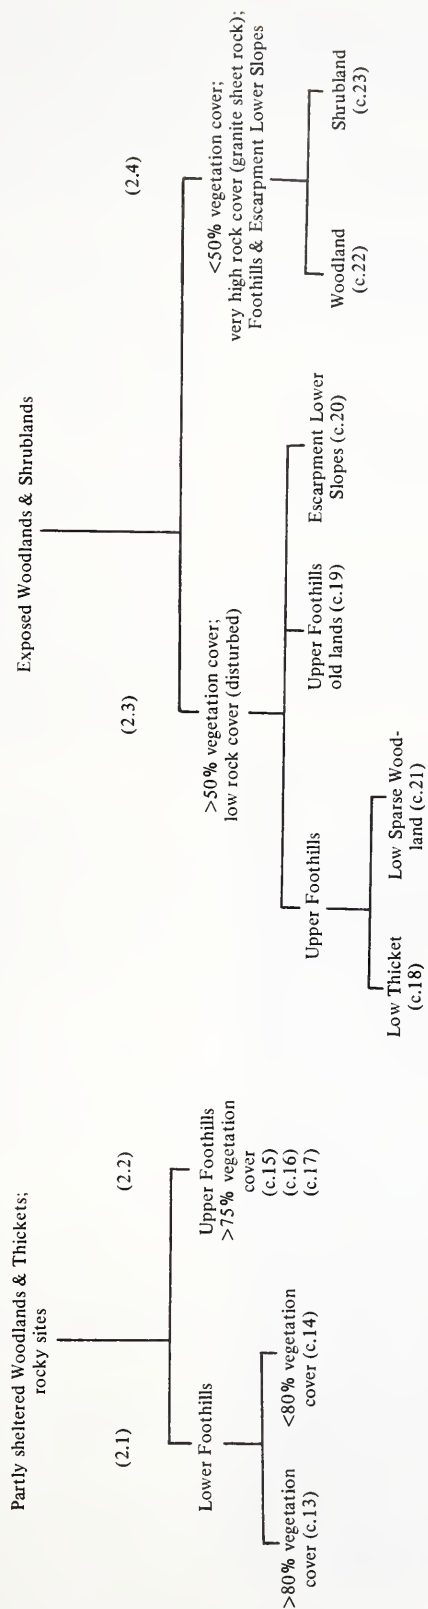 Partly sheltered Woodlands & Thickets;
rocky sites
(2.1)
(2.2)
Lower Foothills
Upper Foothills
>75% vegetation
cover
(c.15)
(c.16)
(c.17)
>80% vegetation
cover (c.13)
<80% vegetation
cover (c.14)
Exposed Woodlands & Shrublands
(2.3)
(2.4)
>50% vegetation cover;
low rock cover (disturbed)
<50% vegetation cover;
very high rock cover (granite sheet rock);
Foothills & Escarpment Lower Slopes
Upper Foothills
Upper Foothills
old lands (c.19)
Escarpment Lower
Slopes (c.20)
Woodland
(c.22)
Shrubland
(c.23)
Low Thicket
(c.18)
Low Sparse Wood-
land (c.21)